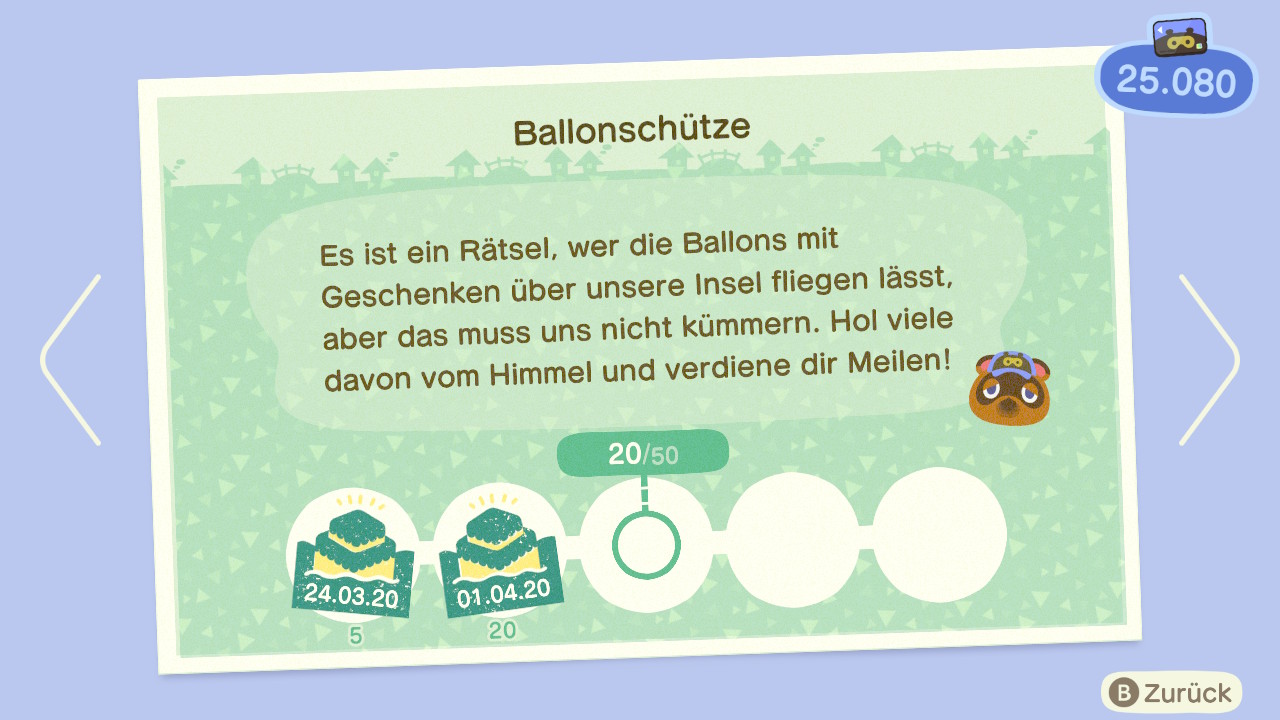 25.080
Ballonschütze
Es ist ein Rätsel, wer die Ballons mit
Geschenken über unsere Insel fliegen lässt,
aber das muss uns nicht kümmern. Hol viele
davon vom Himmel und verdiene dir Meilen!
20/50
24.03.20
01.04.20
5
20
B Zurück